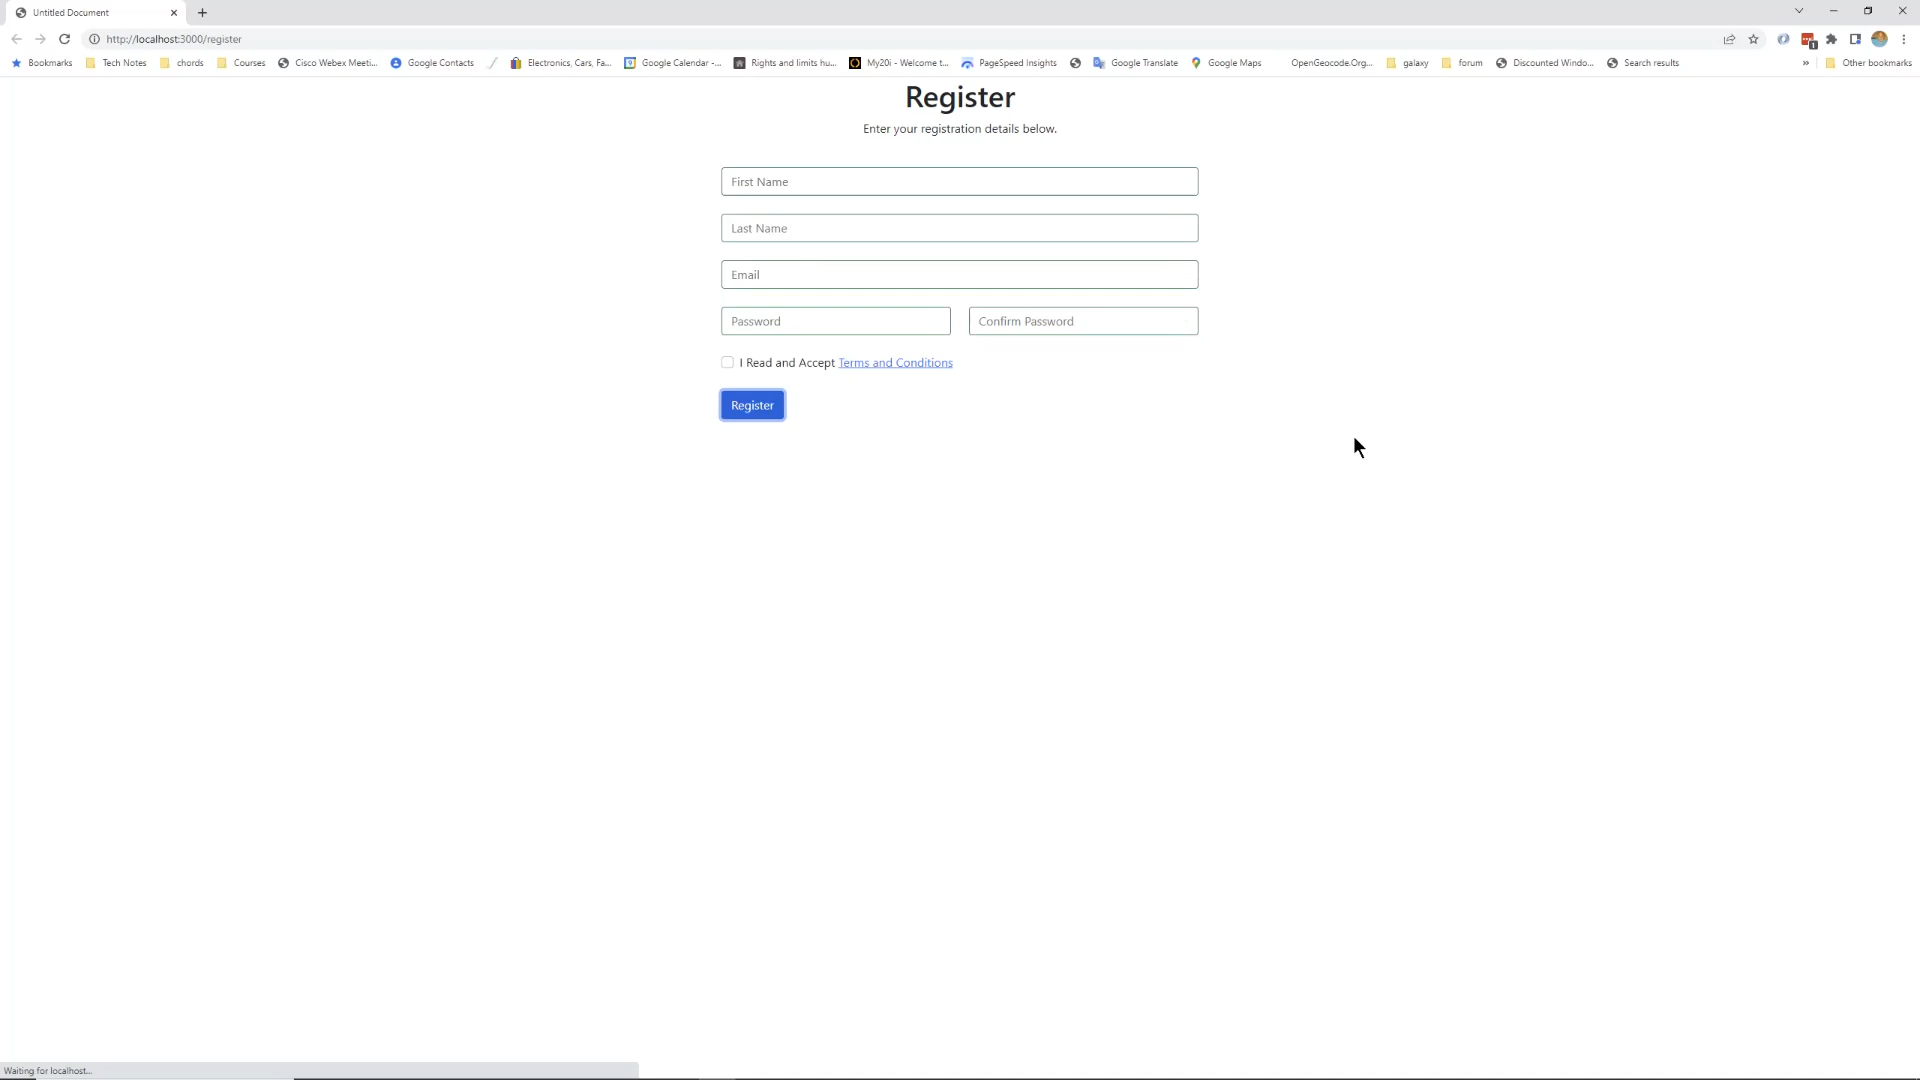 Untitled Document
http://localhost:3000/register
Bookmarks Tech Notes chords Courses Cisco Webex Meeti... Google Contacts Electronics, Cars, Fa... Google Calendar -... Rights and limits hu... My20i - Welcome t... PageSpeed Insights Google Translate Google Maps OpenGeocode.Org... galaxy forum Discounted Windo... Search results » Other bookmarks
Register
Enter your registration details below.
First Name
Last Name
Email
Password Confirm Password
I Read and Accept Terms and Conditions
Register
Waiting for localhost...